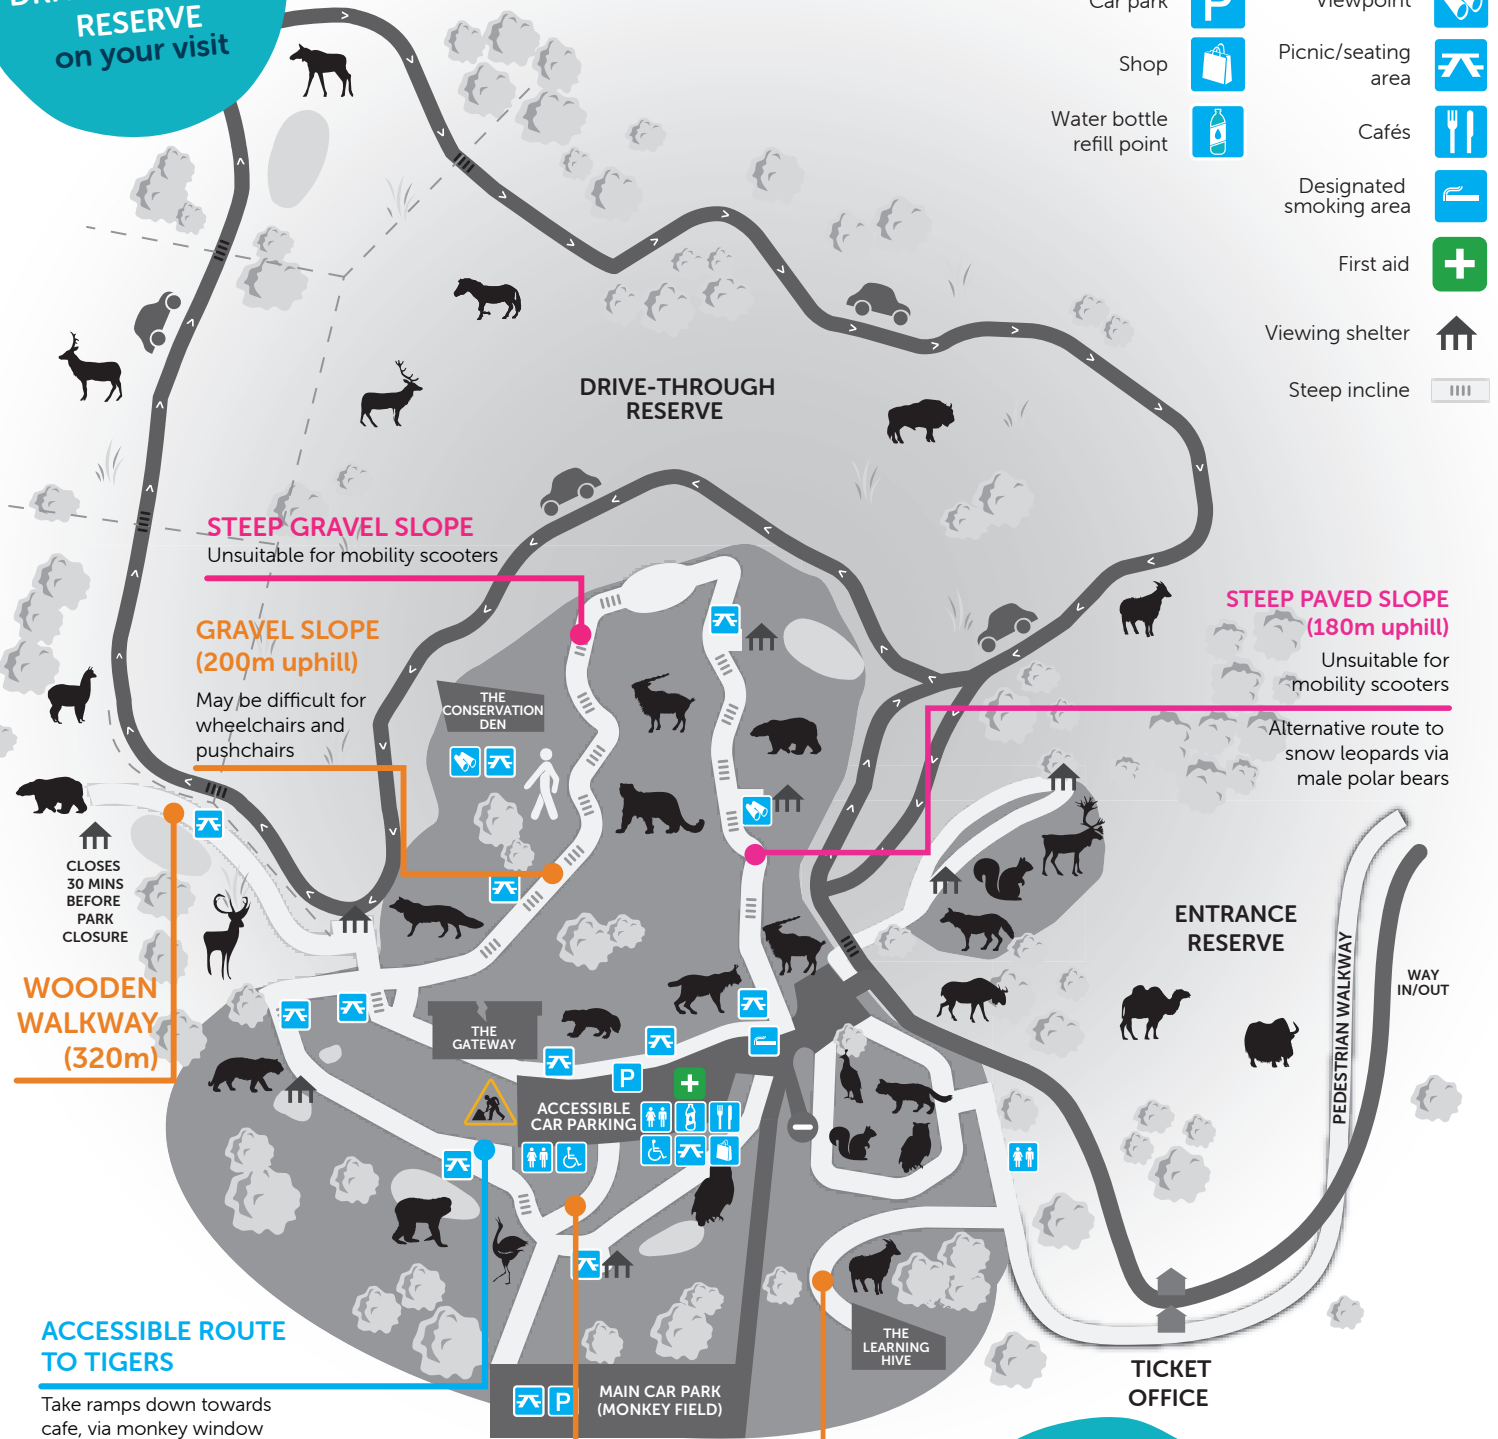 RESERVE
on your visit
Car park
Viewpoint
Shop
Picnic/seating
area
Water bottle
refill point
Cafés
Designated
smoking area
First aid
Viewing shelter
Steep incline
DRIVE-THROUGH
RESERVE
STEEP GRAVEL SLOPE
Unsuitable for mobility scooters
GRAVEL SLOPE
(200m uphill)
May be difficult for
wheelchairs and
pushchairs
STEEP PAVED SLOPE
(180m uphill)
Unsuitable for
mobility scooters
Alternative route to
snow leopards via
male polar bears
THE
CONSERVATION
DEN
CLOSES
30 MINS
BEFORE
PARK
CLOSURE
WOODEN
WALKWAY
(320m)
ENTRANCE
RESERVE
PEDESTRIAN WALKWAY
WAY
IN/OUT
THE
GATEWAY
P
ACCESSIBLE
CAR PARKING
ACCESSIBLE ROUTE
TO TIGERS
Take ramps down towards
cafe, via monkey window
THE
LEARNING
HIVE
P
MAIN CAR PARK
(MONKEY FIELD)
TICKET
OFFICE